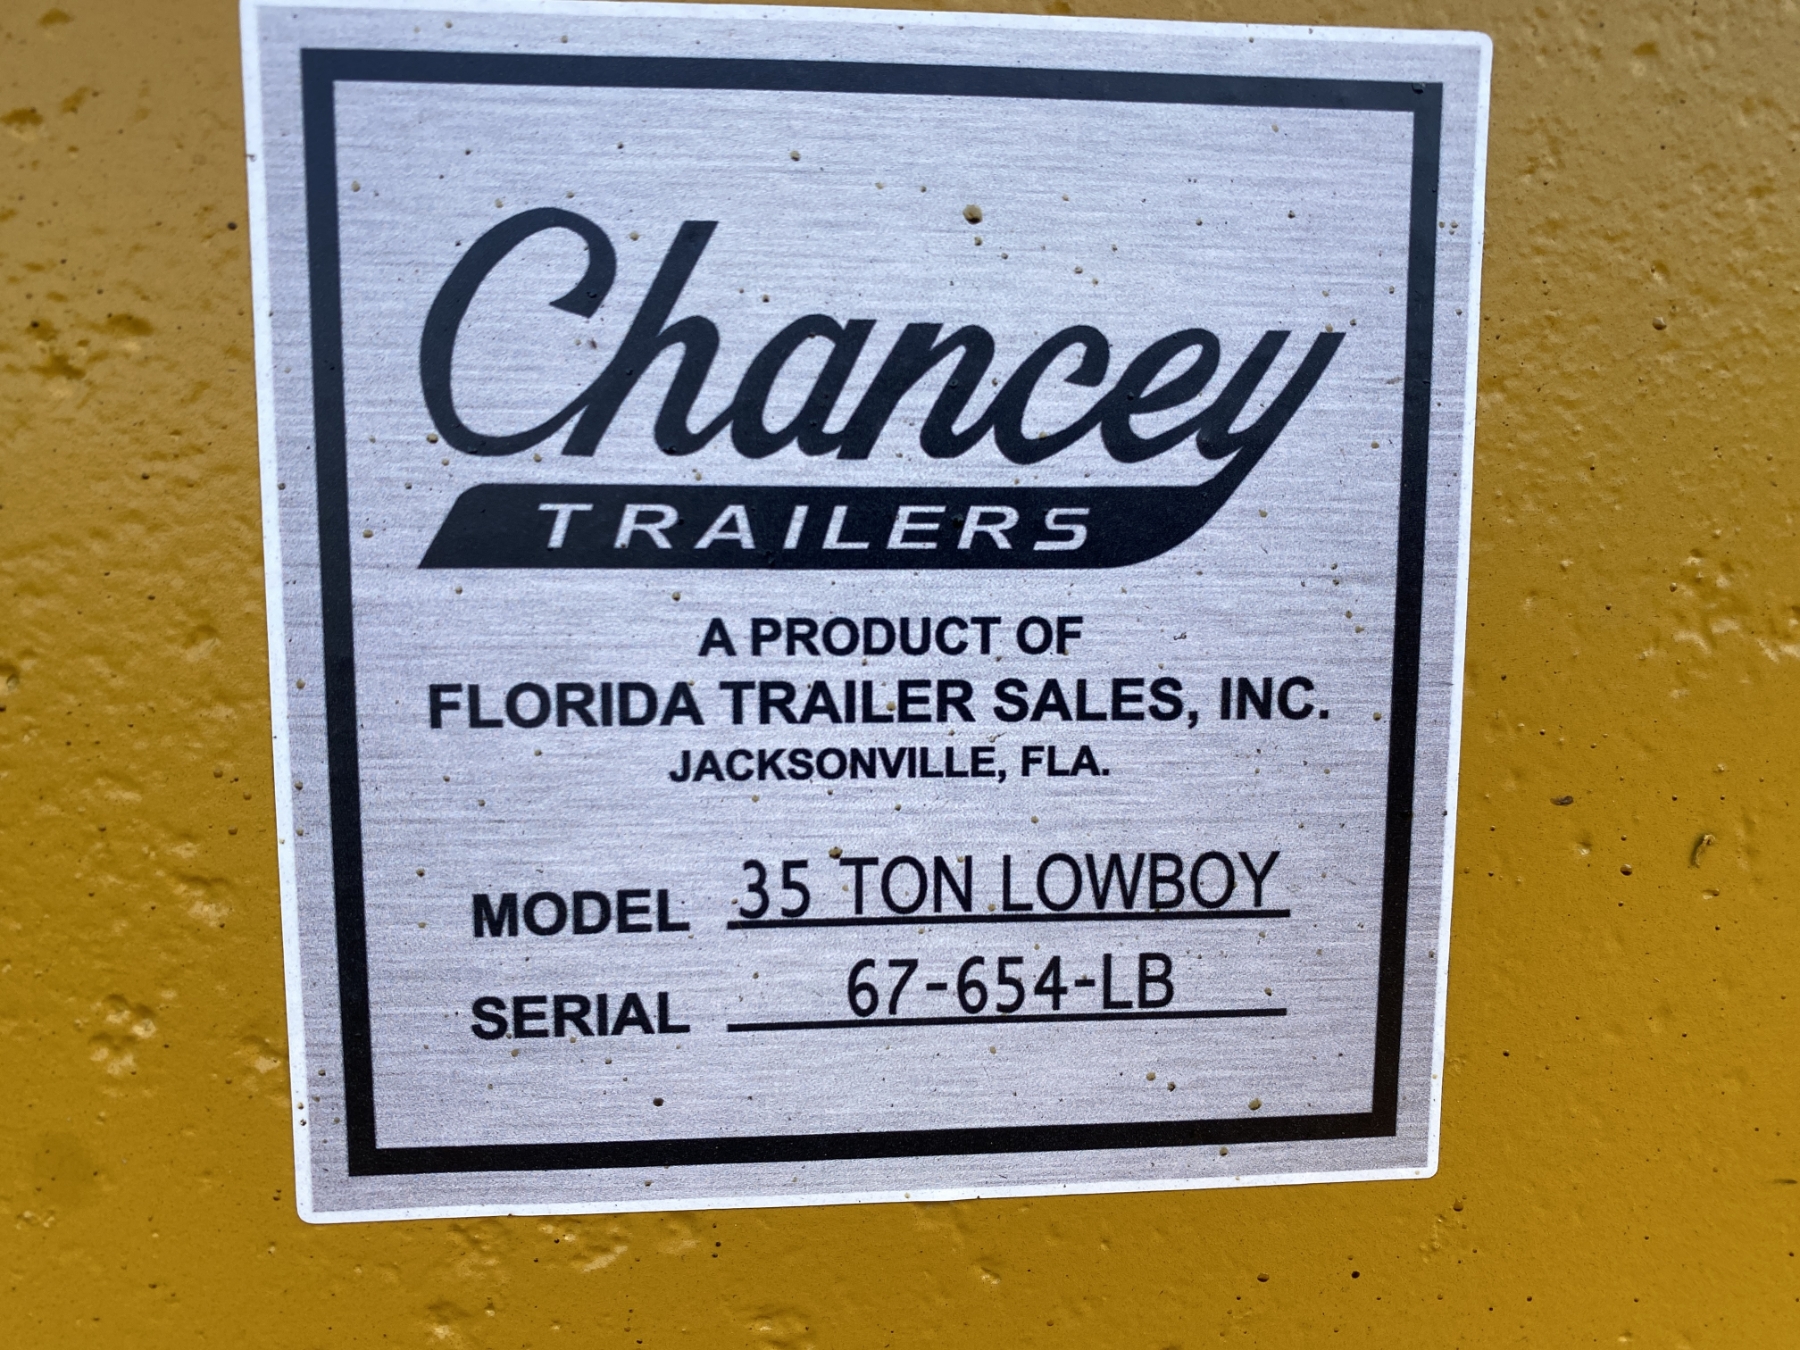 Chancey
TRAILERS
A PRODUCT OF
FLORIDA TRAILER SALES, INC.
JACKSONVILLE, FLA.
MODEL 35 TON LOWBOY
SERIAL 67-654-LB